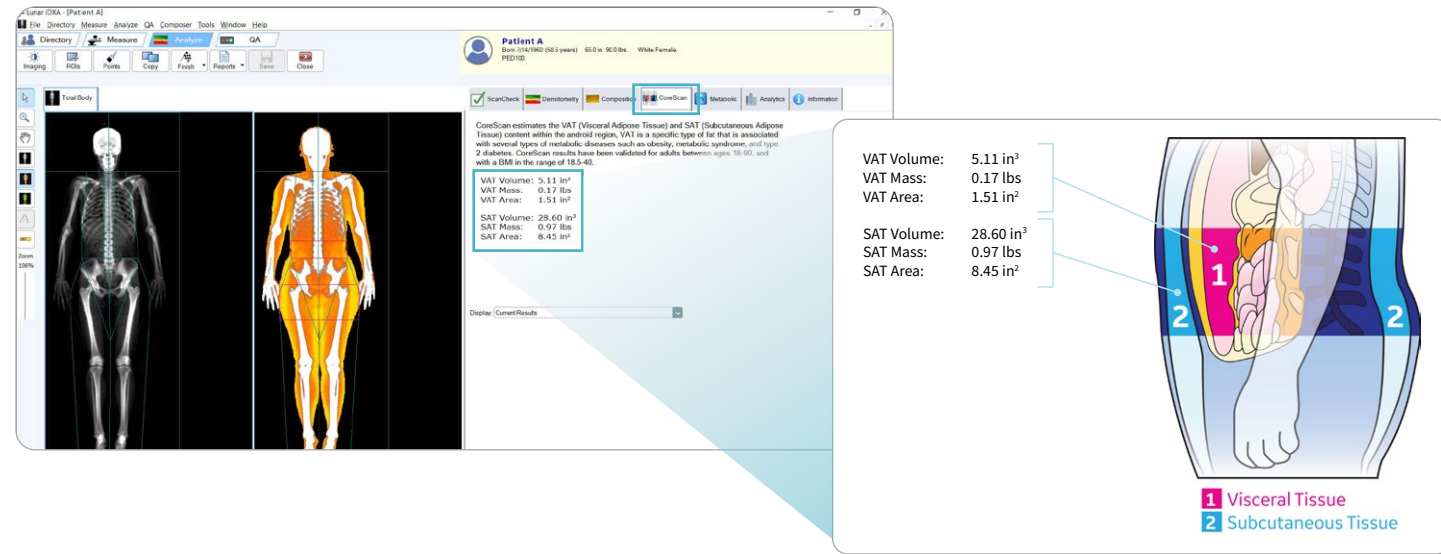 Lunar iDXA - [Patient A]
File Directory Measure Analyze QA Composer Tools Window Help
Directory Measure Analyze QA
Imaging ROIs Points Copy Finish Reports Save Close
Patient A
Born 7/14/1960 (58.5 years) 65.0 in. 90.0 lbs. White Female
PED100
Total Body
ScanCheck Densitometry Composition CoreScan Metabolic Analytics Information
CoreScan estimates the VAT (Visceral Adipose Tissue) and SAT (Subcutaneous Adipose
Tissue) content within the android region, VAT is a specific type of fat that is associated
with several types of metabolic diseases such as obesity, metabolic syndrome, and type
2 diabetes. CoreScan results have been validated for adults between ages 18-90, and
with a BMI in the range of 18.5-40.
VAT Volume: 5.11 in³
VAT Mass: 0.17 lbs
VAT Area: 1.51 in²
SAT Volume: 28.60 in³
SAT Mass: 0.97 lbs
SAT Area: 8.45 in²
Zoom
100%
Display: Current Results
VAT Volume: 5.11 in³
VAT Mass: 0.17 lbs
VAT Area: 1.51 in²
SAT Volume: 28.60 in³
SAT Mass: 0.97 lbs
SAT Area: 8.45 in²
1
2
2
1 Visceral Tissue
2 Subcutaneous Tissue